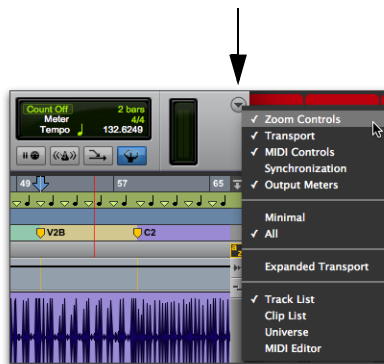 Count Off 2 bars
Meter 4/4
Tempo 132.6249
49 57 65
V2B C2
✓ Zoom Controls
✓ Transport
✓ MIDI Controls
Synchronization
✓ Output Meters
Minimal
✓ All
Expanded Transport
✓ Track List
Clip List
Universe
MIDI Editor